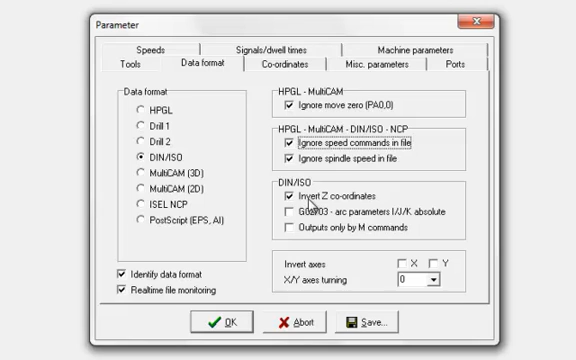 Parameter
Speeds
Signals/dwell times
Machine parameters
Tools
Data format
Co-ordinates
Misc. parameters
Ports
Data format
HPGL
Drill 1
Drill 2
DIN/ISO
MultiCAM (3D)
MultiCAM (2D)
ISEL NCP
PostScript (EPS, AI)
Identify data format
Realtime file monitoring
HPGL - MultiCAM
Ignore move zero (PA0,0)
HPGL - MultiCAM - DIN/ISO - NCP
Ignore speed commands in file
Ignore spindle speed in file
DIN/ISO
Invert Z co-ordinates
- arc parameters I/J/K absolute
Outputs only by M commands
Invert axes
X
Y
X/Y axes turning
0
OK
Abort
Save...